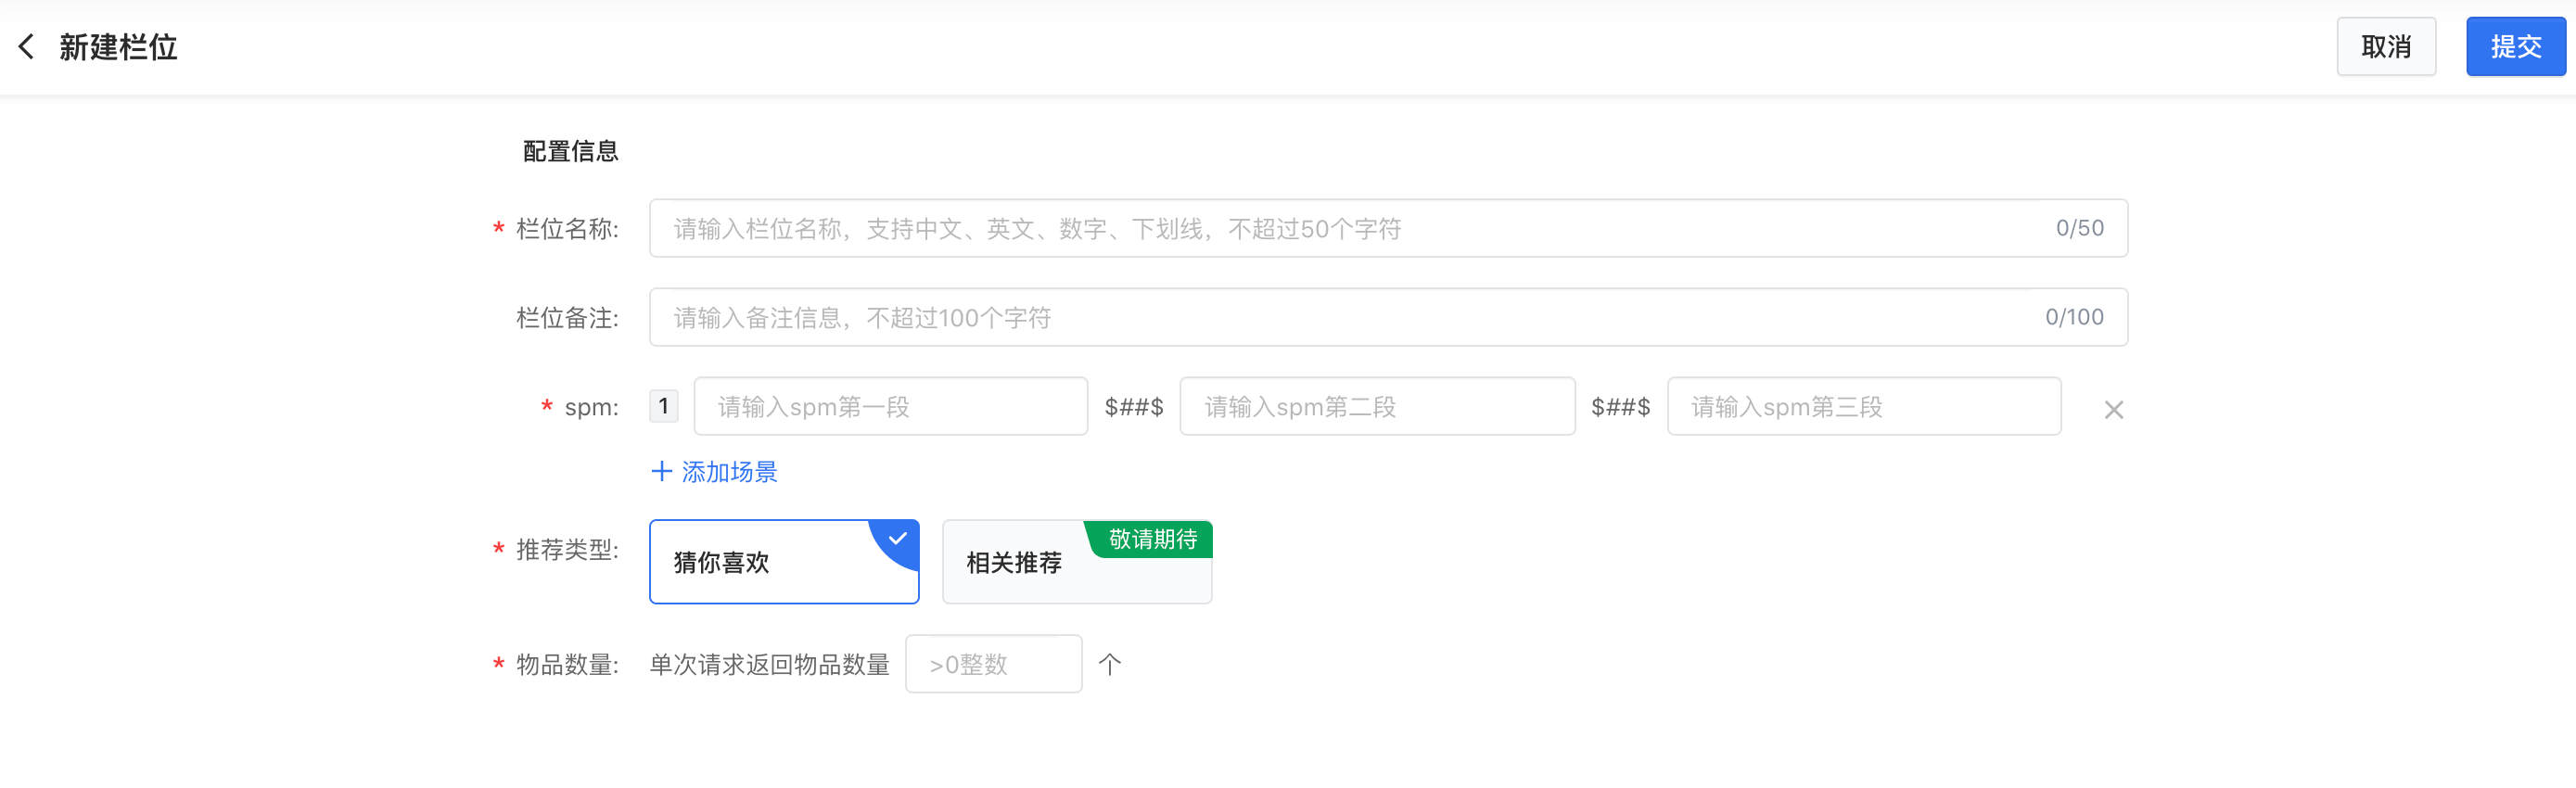 新建栏位
取消
提交
配置信息
* 栏位名称:
请输入栏位名称，支持中文、英文、数字、下划线，不超过50个字符
0/50
栏位备注:
请输入备注信息，不超过100个字符
0/100
* spm:
1
请输入spm第一段
$##$
请输入spm第二段
$##$
请输入spm第三段
添加场景
* 推荐类型:
猜你喜欢
相关推荐
敬请期待
* 物品数量:
单次请求返回物品数量
>0整数
个